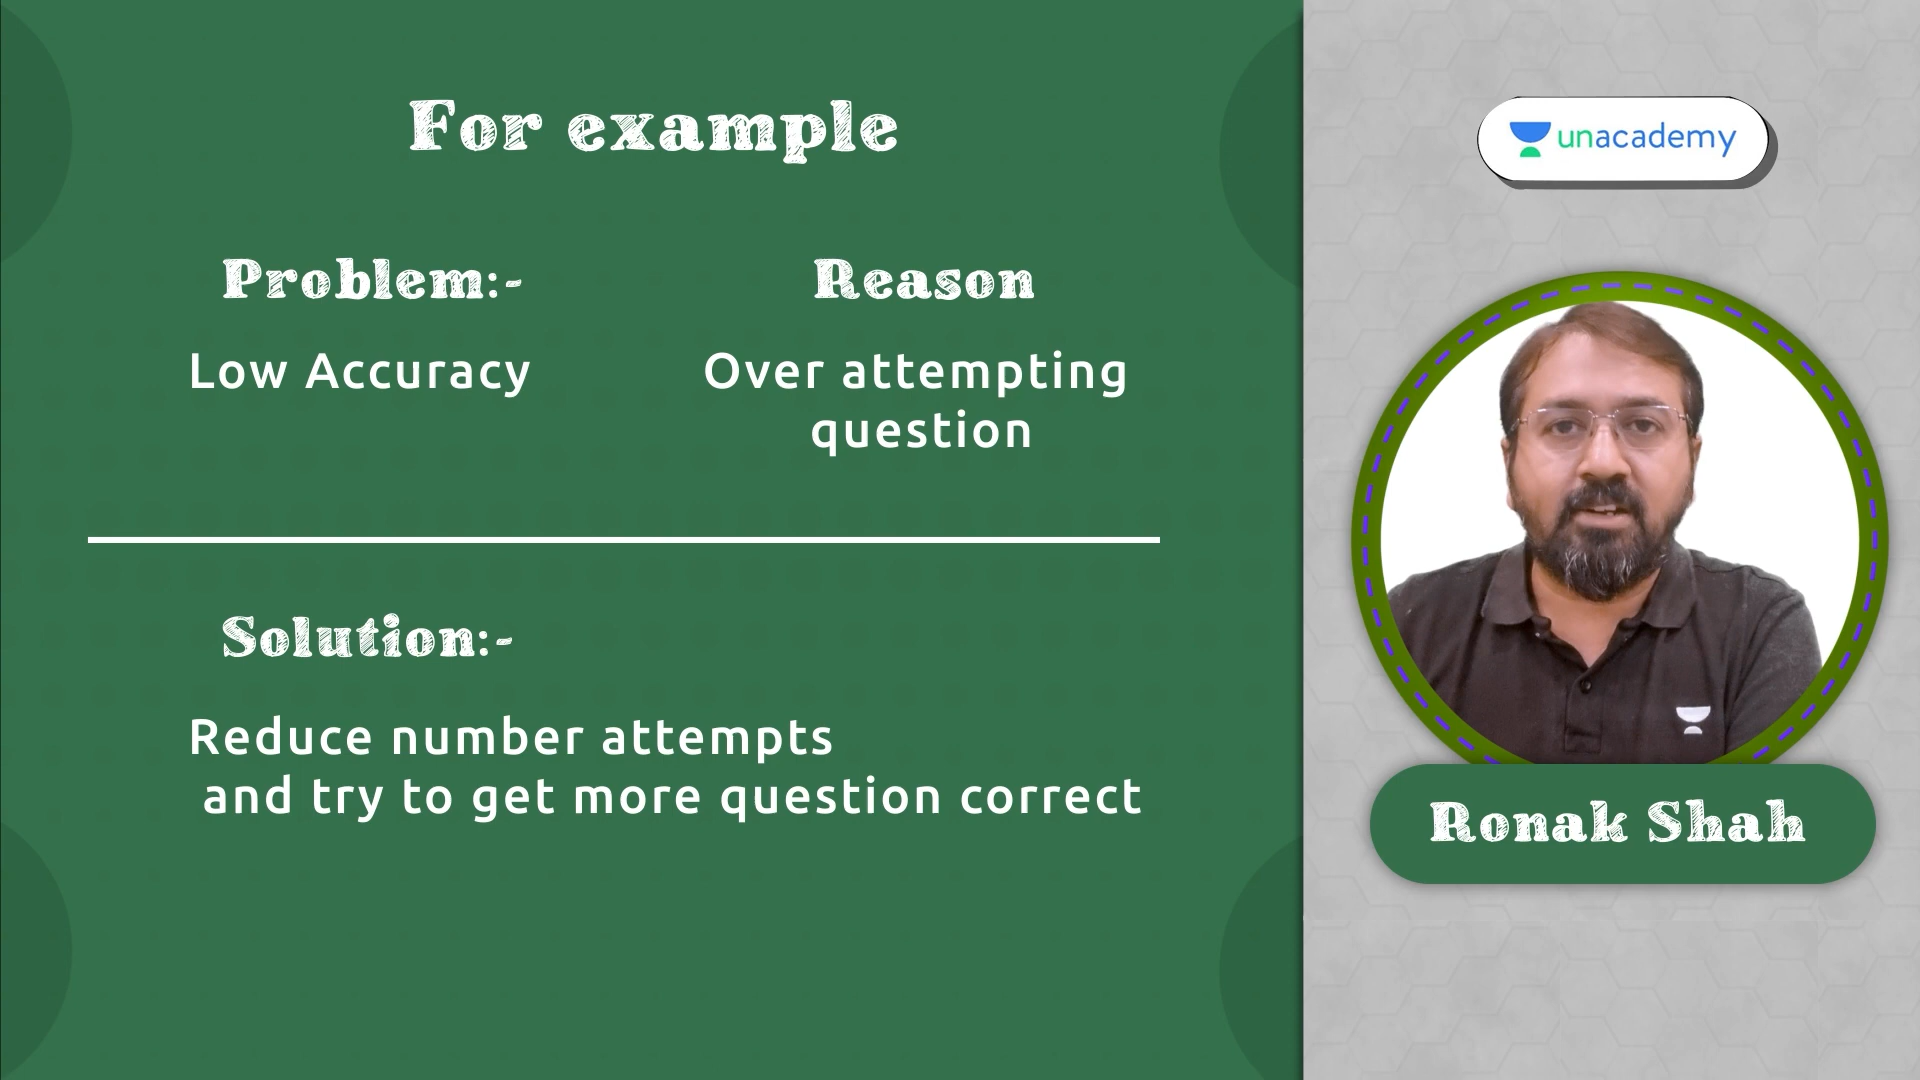 For example
Problem:-
Low Accuracy
Reason
Over attempting
question
Solution:-
Reduce number attempts
and try to get more question correct
unacademy
Ronak Shah